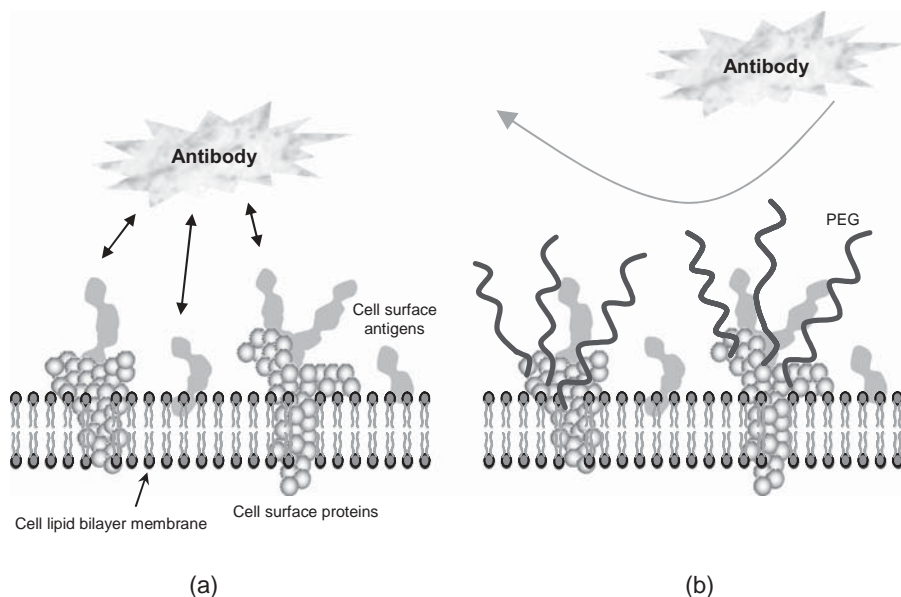 Antibody
Antibody
PEG
Cell surface
antigens
Cell lipid bilayer membrane
Cell surface proteins
(a)
(b)